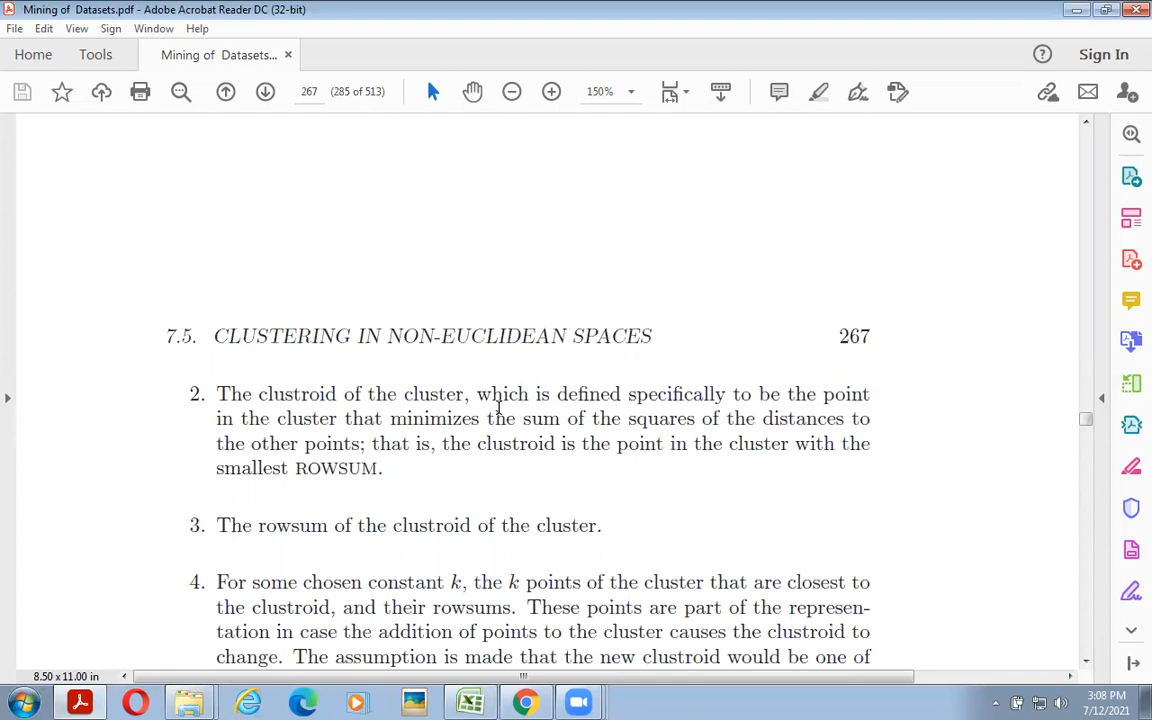 Mining of Datasets.pdf - Adobe Acrobat Reader DC (32-bit)
File Edit View Sign Window Help
Home Tools Mining of Datasets... × Sign In
267 (285 of 513) 150%
7.5. CLUSTERING IN NON-EUCLIDEAN SPACES 267
2. The clustroid of the cluster, which is defined specifically to be the point
in the cluster that minimizes the sum of the squares of the distances to
the other points; that is, the clustroid is the point in the cluster with the
smallest ROWSUM.
3. The rowsum of the clustroid of the cluster.
4. For some chosen constant k, the k points of the cluster that are closest to
the clustroid, and their rowsums. These points are part of the represen-
tation in case the addition of points to the cluster causes the clustroid to
change. The assumption is made that the new clustroid would be one of
8.50 x 11.00 in
3:08 PM
7/12/2021